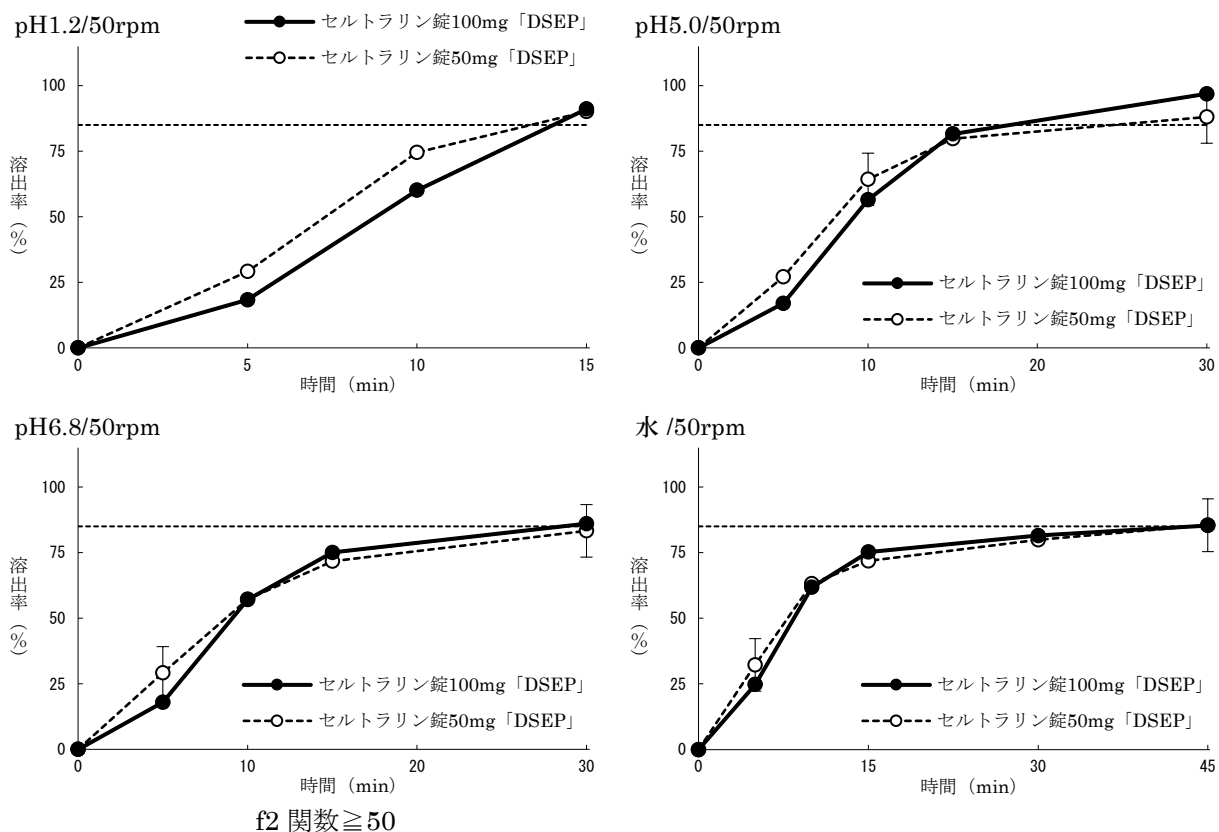 pH1.2/50rpm
セルトラリン錠100mg「DSEP」
セルトラリン錠50mg「DSEP」
100
75
50
25
0
溶出率(%)
0 5 10 15
時間(min)
pH5.0/50rpm
100
75
50
25
0
溶出率(%)
セルトラリン錠100mg「DSEP」
セルトラリン錠50mg「DSEP」
0 10 20 30
時間(min)
pH6.8/50rpm
100
75
50
25
0
溶出率(%)
セルトラリン錠100mg「DSEP」
セルトラリン錠50mg「DSEP」
0 10 20 30
時間(min)
f2 関数≧50
水 /50rpm
100
75
50
25
0
溶出率(%)
セルトラリン錠100mg「DSEP」
セルトラリン錠50mg「DSEP」
0 15 30 45
時間(min)